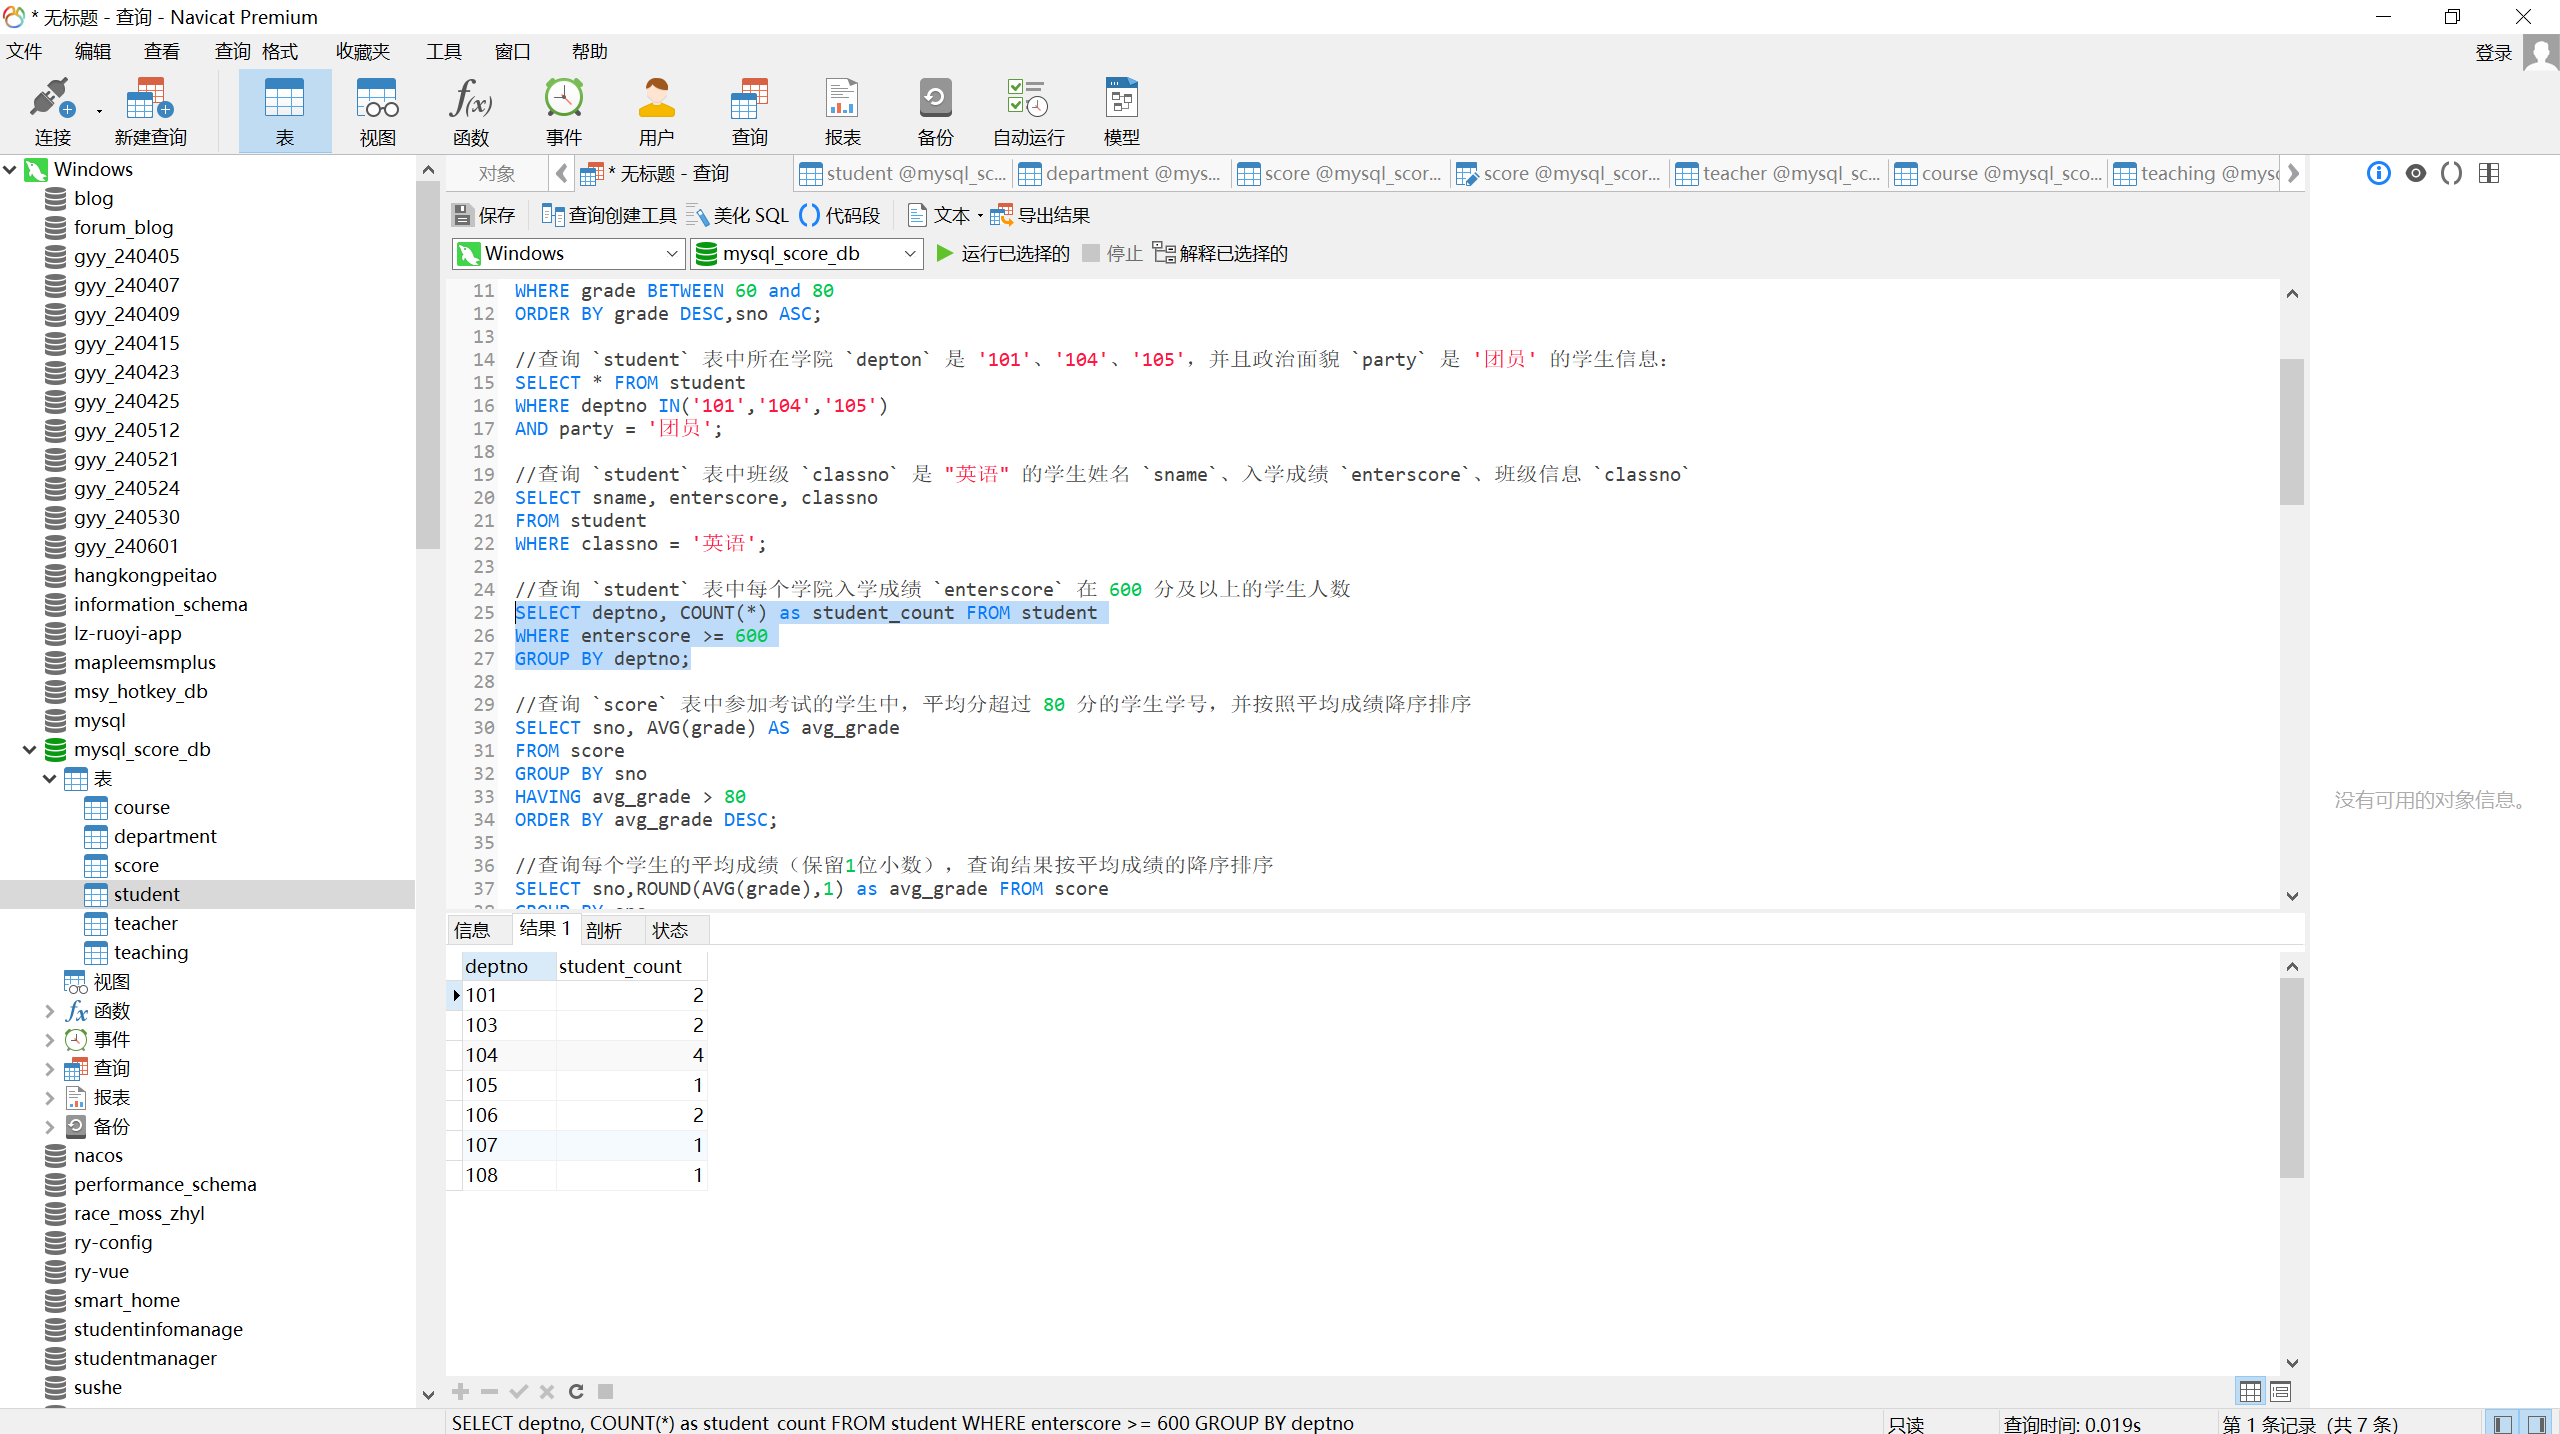 * 无标题 - 查询 - Navicat Premium
文件 编辑 查看 查询 格式 收藏夹 工具 窗口 帮助 登录
连接 新建查询 表 视图 函数 事件 用户 查询 报表 备份 自动运行 模型
对象 * 无标题 - 查询 student @mysql_sc... department @mys... score @mysql_scor... score @mysql_scor... teacher @mysql_sc... course @mysql_sco... teaching @mysc
保存 查询创建工具 美化 SQL 代码段 文本 导出结果
Windows mysql_score_db 运行已选择的 停止 解释已选择的
Windows
blog
forum_blog
gyy_240405
gyy_240407
gyy_240409
gyy_240415
gyy_240423
gyy_240425
gyy_240512
gyy_240521
gyy_240524
gyy_240530
gyy_240601
hangkongpeitao
information_schema
lz-ruoyi-app
mapleemsmplus
msy_hotkey_db
mysql
mysql_score_db
表
course
department
score
student
teacher
teaching
视图
函数
事件
查询
报表
备份
nacos
performance_schema
race_moss_zhyl
ry-config
ry-vue
smart_home
studentinfomanage
studentmanager
sushe
11 WHERE grade BETWEEN 60 and 80
12 ORDER BY grade DESC,sno ASC;
13
14 //查询 `student` 表中所在学院 `depton` 是 '101'、'104'、'105'，并且政治面貌 `party` 是 '团员' 的学生信息：
15 SELECT * FROM student
16 WHERE deptno IN('101','104','105')
17 AND party = '团员';
18
19 //查询 `student` 表中班级 `classno` 是 "英语" 的学生姓名 `sname`、入学成绩 `enterscore`、班级信息 `classno`
20 SELECT sname, enterscore, classno
21 FROM student
22 WHERE classno = '英语';
23
24 //查询 `student` 表中每个学院入学成绩 `enterscore` 在 600 分及以上的学生人数
25 SELECT deptno, COUNT(*) as student_count FROM student
26 WHERE enterscore >= 600
27 GROUP BY deptno;
28
29 //查询 `score` 表中参加考试的学生中，平均分超过 80 分的学生学号，并按照平均成绩降序排序
30 SELECT sno, AVG(grade) AS avg_grade
31 FROM score
32 GROUP BY sno
33 HAVING avg_grade > 80
34 ORDER BY avg_grade DESC;
35
36 //查询每个学生的平均成绩（保留1位小数），查询结果按平均成绩的降序排序
37 SELECT sno,ROUND(AVG(grade),1) as avg_grade FROM score
信息 结果 1 剖析 状态
deptno student_count
101 2
103 2
104 4
105 1
106 2
107 1
108 1
没有可用的对象信息。
SELECT deptno, COUNT(*) as student_count FROM student WHERE enterscore >= 600 GROUP BY deptno 只读 查询时间: 0.019s 第 1 条记录 (共 7 条)